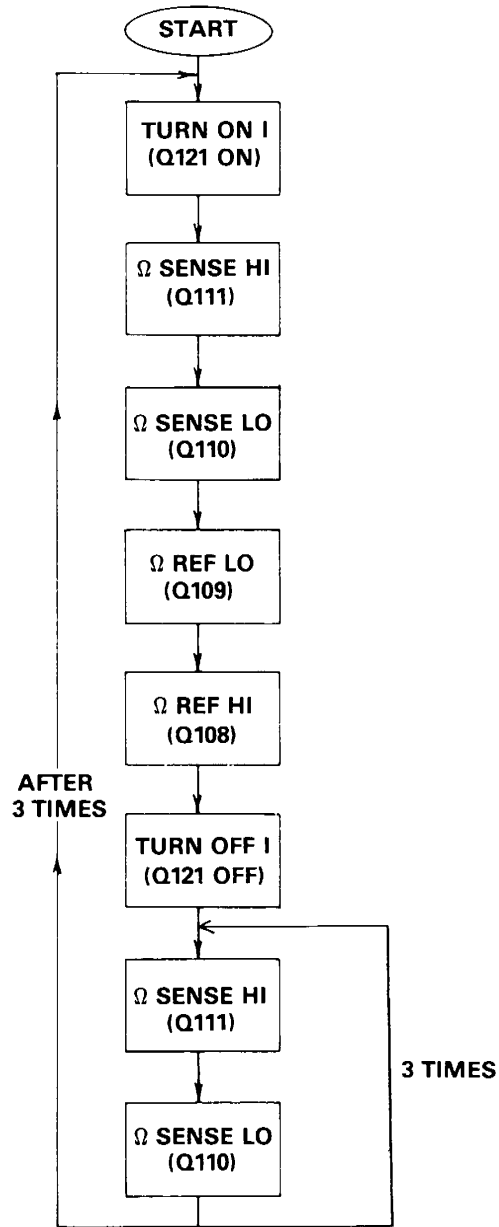 START
TURN ON I
(Q121 ON)
Ω SENSE HI
(Q111)
Ω SENSE LO
(Q110)
Ω REF LO
(Q109)
Ω REF HI
(Q108)
AFTER
3 TIMES
TURN OFF I
(Q121 OFF)
Ω SENSE HI
(Q111)
3 TIMES
Ω SENSE LO
(Q110)